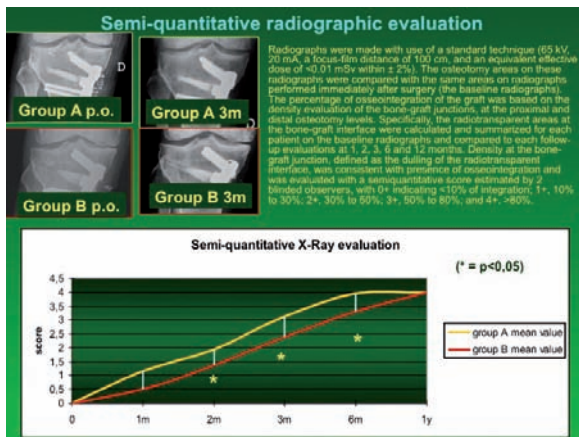 Semi-quantitative radiographic evaluation
D
Group A p.o.
Group A 3m
D
Group B p.o.
Group B 3m
Radiographs were made with use of a standard technique (65 kV,
20 mA, a focus-film distance of 100 cm, and an equivalent effective
dose of <0.01 mSv within ± 2%). The osteotomy areas on these
radiographs were compared with the same areas on radiographs
performed immediately after surgery (the baseline radiographs).
The percentage of osseointegration of the graft was based on the
density evaluation of the bone-graft junctions, at the proximal and
distal osteotomy levels. Specifically, the radiotransparent areas at
the bone-graft interface were calculated and summarized for each
patient on the baseline radiographs and compared to each follow-
up evaluations at 1, 2, 3, 6 and 12 months. Density at the bone-
graft junction, defined as the dulling of the radiotransparent
interface, was consistent with presence of osseointegration and
was evaluated with a semiquantitative score estimated by 2
blinded observers, with 0+ indicating <10% of integration; 1+, 10%
to 30%; 2+, 30% to 50%; 3+, 50% to 80%; and 4+, >80%.
Semi-quantitative X-Ray evaluation
(* = p<0,05)
score
4,5
4
3,5
3
2,5
2
1,5
1
0,5
0
0 1m 2m 3m 6m 1y
* * *
group A mean value
group B mean value